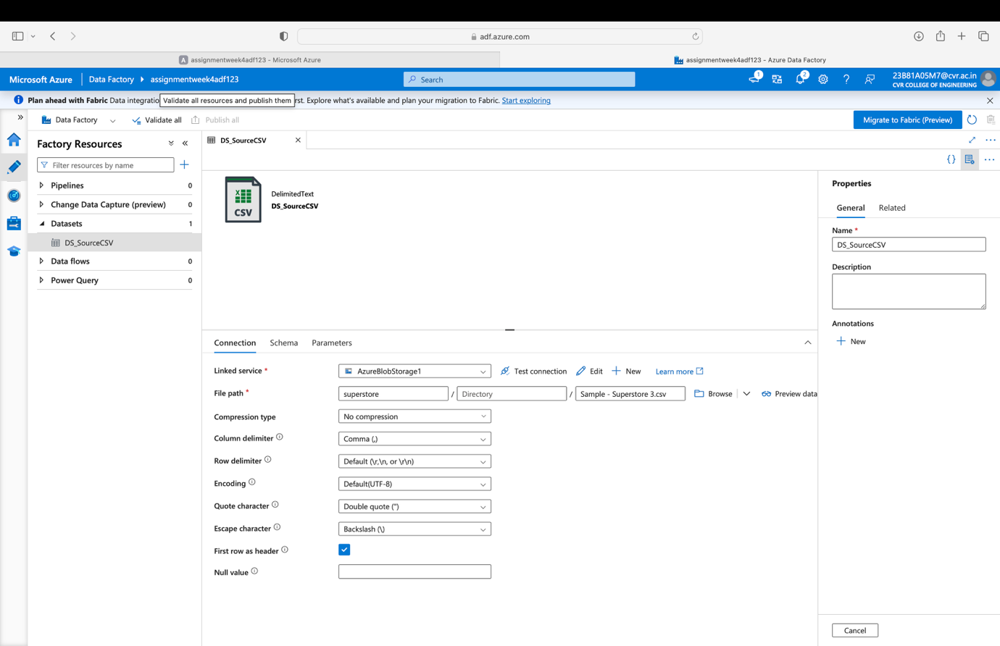 adf.azure.com
A assignmentweek4adf123 - Microsoft Azure
assignmentweek4adf123 - Azure Data Factory
Microsoft Azure
Data Factory
assignmentweek4adf123
Search
1
2
?
23B81A05M7@cvr.ac.in
CVR COLLEGE OF ENGINEERING
Plan ahead with Fabric Data integratio
Validate all resources and publish them
rst. Explore what's available and plan your migration to Fabric. Start exploring
Data Factory
Validate all
Publish all
Migrate to Fabric (Preview)
Factory Resources
Filter resources by name
Pipelines 0
Change Data Capture (preview) 0
Datasets 1
DS_SourceCSV
Data flows 0
Power Query 0
DS_SourceCSV
{}
CSV
DelimitedText
DS_SourceCSV
Connection
Schema
Parameters
Linked service *
AzureBlobStorage1
Test connection
Edit
New
Learn more
File path *
superstore / Directory / Sample - Superstore 3.csv
Browse
Preview data
Compression type
No compression
Column delimiter
Comma (,)
Row delimiter
Default (\r,\n, or \r\n)
Encoding
Default(UTF-8)
Quote character
Double quote (")
Escape character
Backslash (\)
First row as header
Null value
Properties
General
Related
Name *
DS_SourceCSV
Description
Annotations
New
Cancel